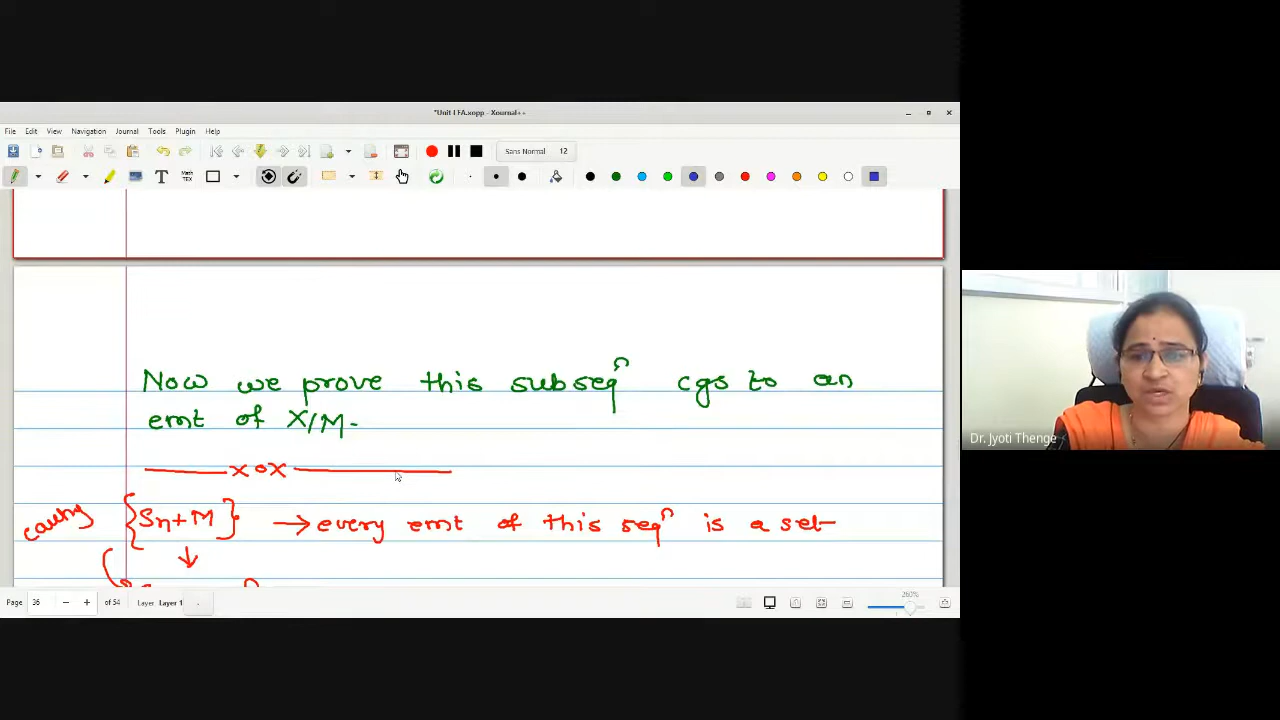 *Unit I FA.xopp - Xournal++
File Edit View Navigation Journal Tools Plugin Help
Sans Normal 12
Now we prove this subseqⁿ cgs to an
emt of X/M.
x o x
cauchy {Sn+M} → every emt of this seqⁿ is a set
↓
Page 36 of 54 Layer Layer 1
260%
Dr. Jyoti Thenge